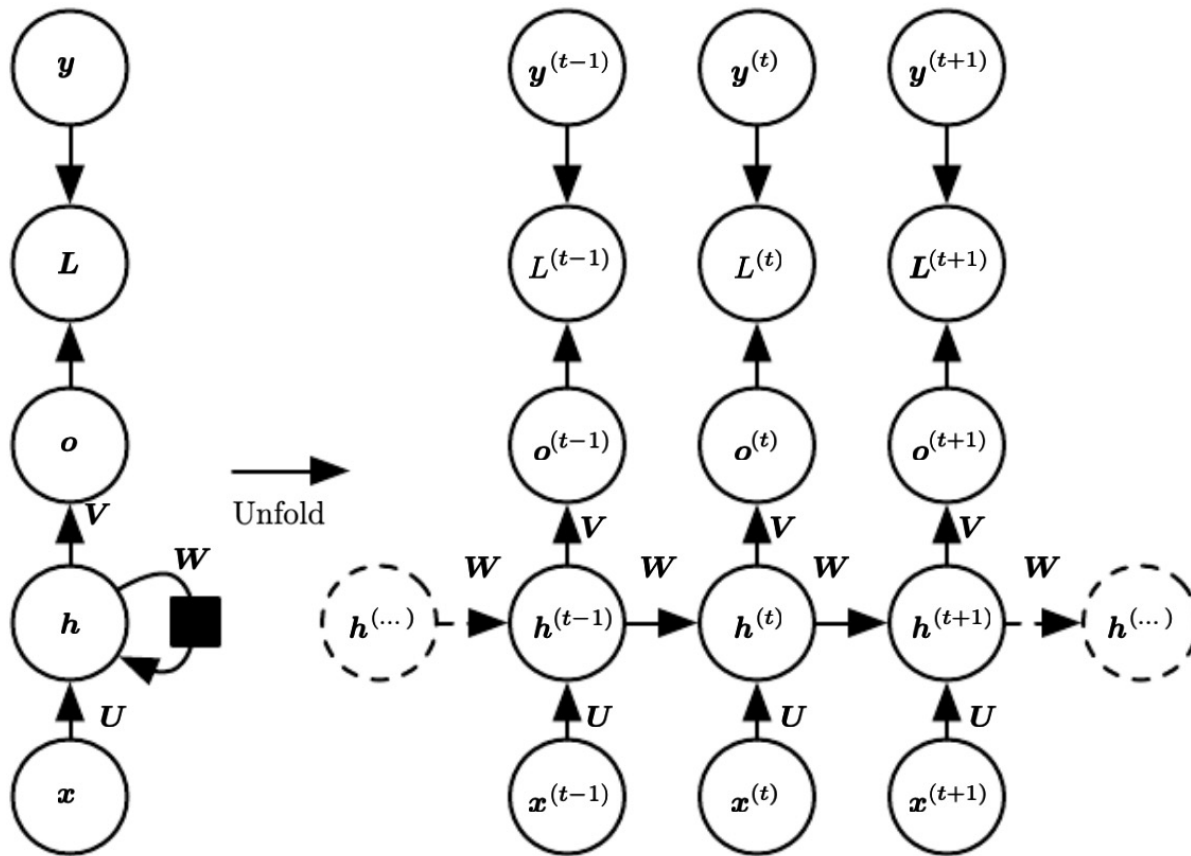 y y^(t−1) y^(t) y^(t+1)
L L^(t−1) L^(t) L^(t+1)
o o^(t−1) o^(t) o^(t+1)
Unfold
V V V V
W W W W W
h h^(...) h^(t−1) h^(t) h^(t+1) h^(...)
U U U U
x x^(t−1) x^(t) x^(t+1)